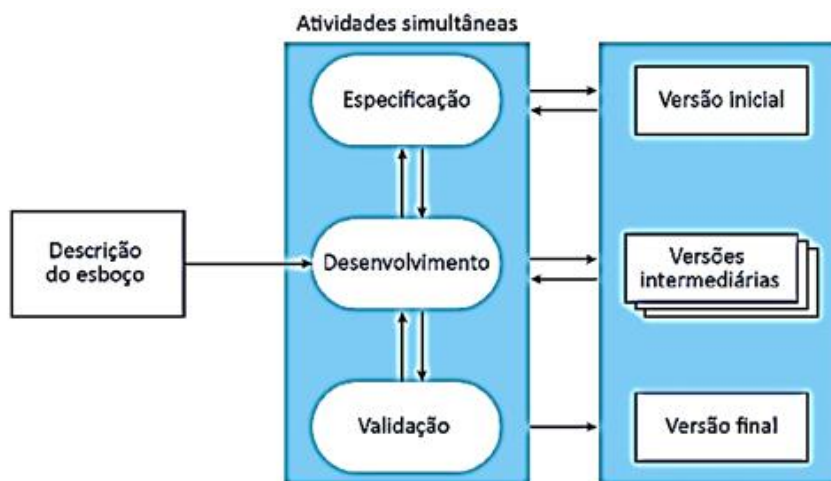 Atividades simultâneas
Especificação
Versão inicial
Descrição
do esboço
Desenvolvimento
Versões
intermediárias
Validação
Versão final